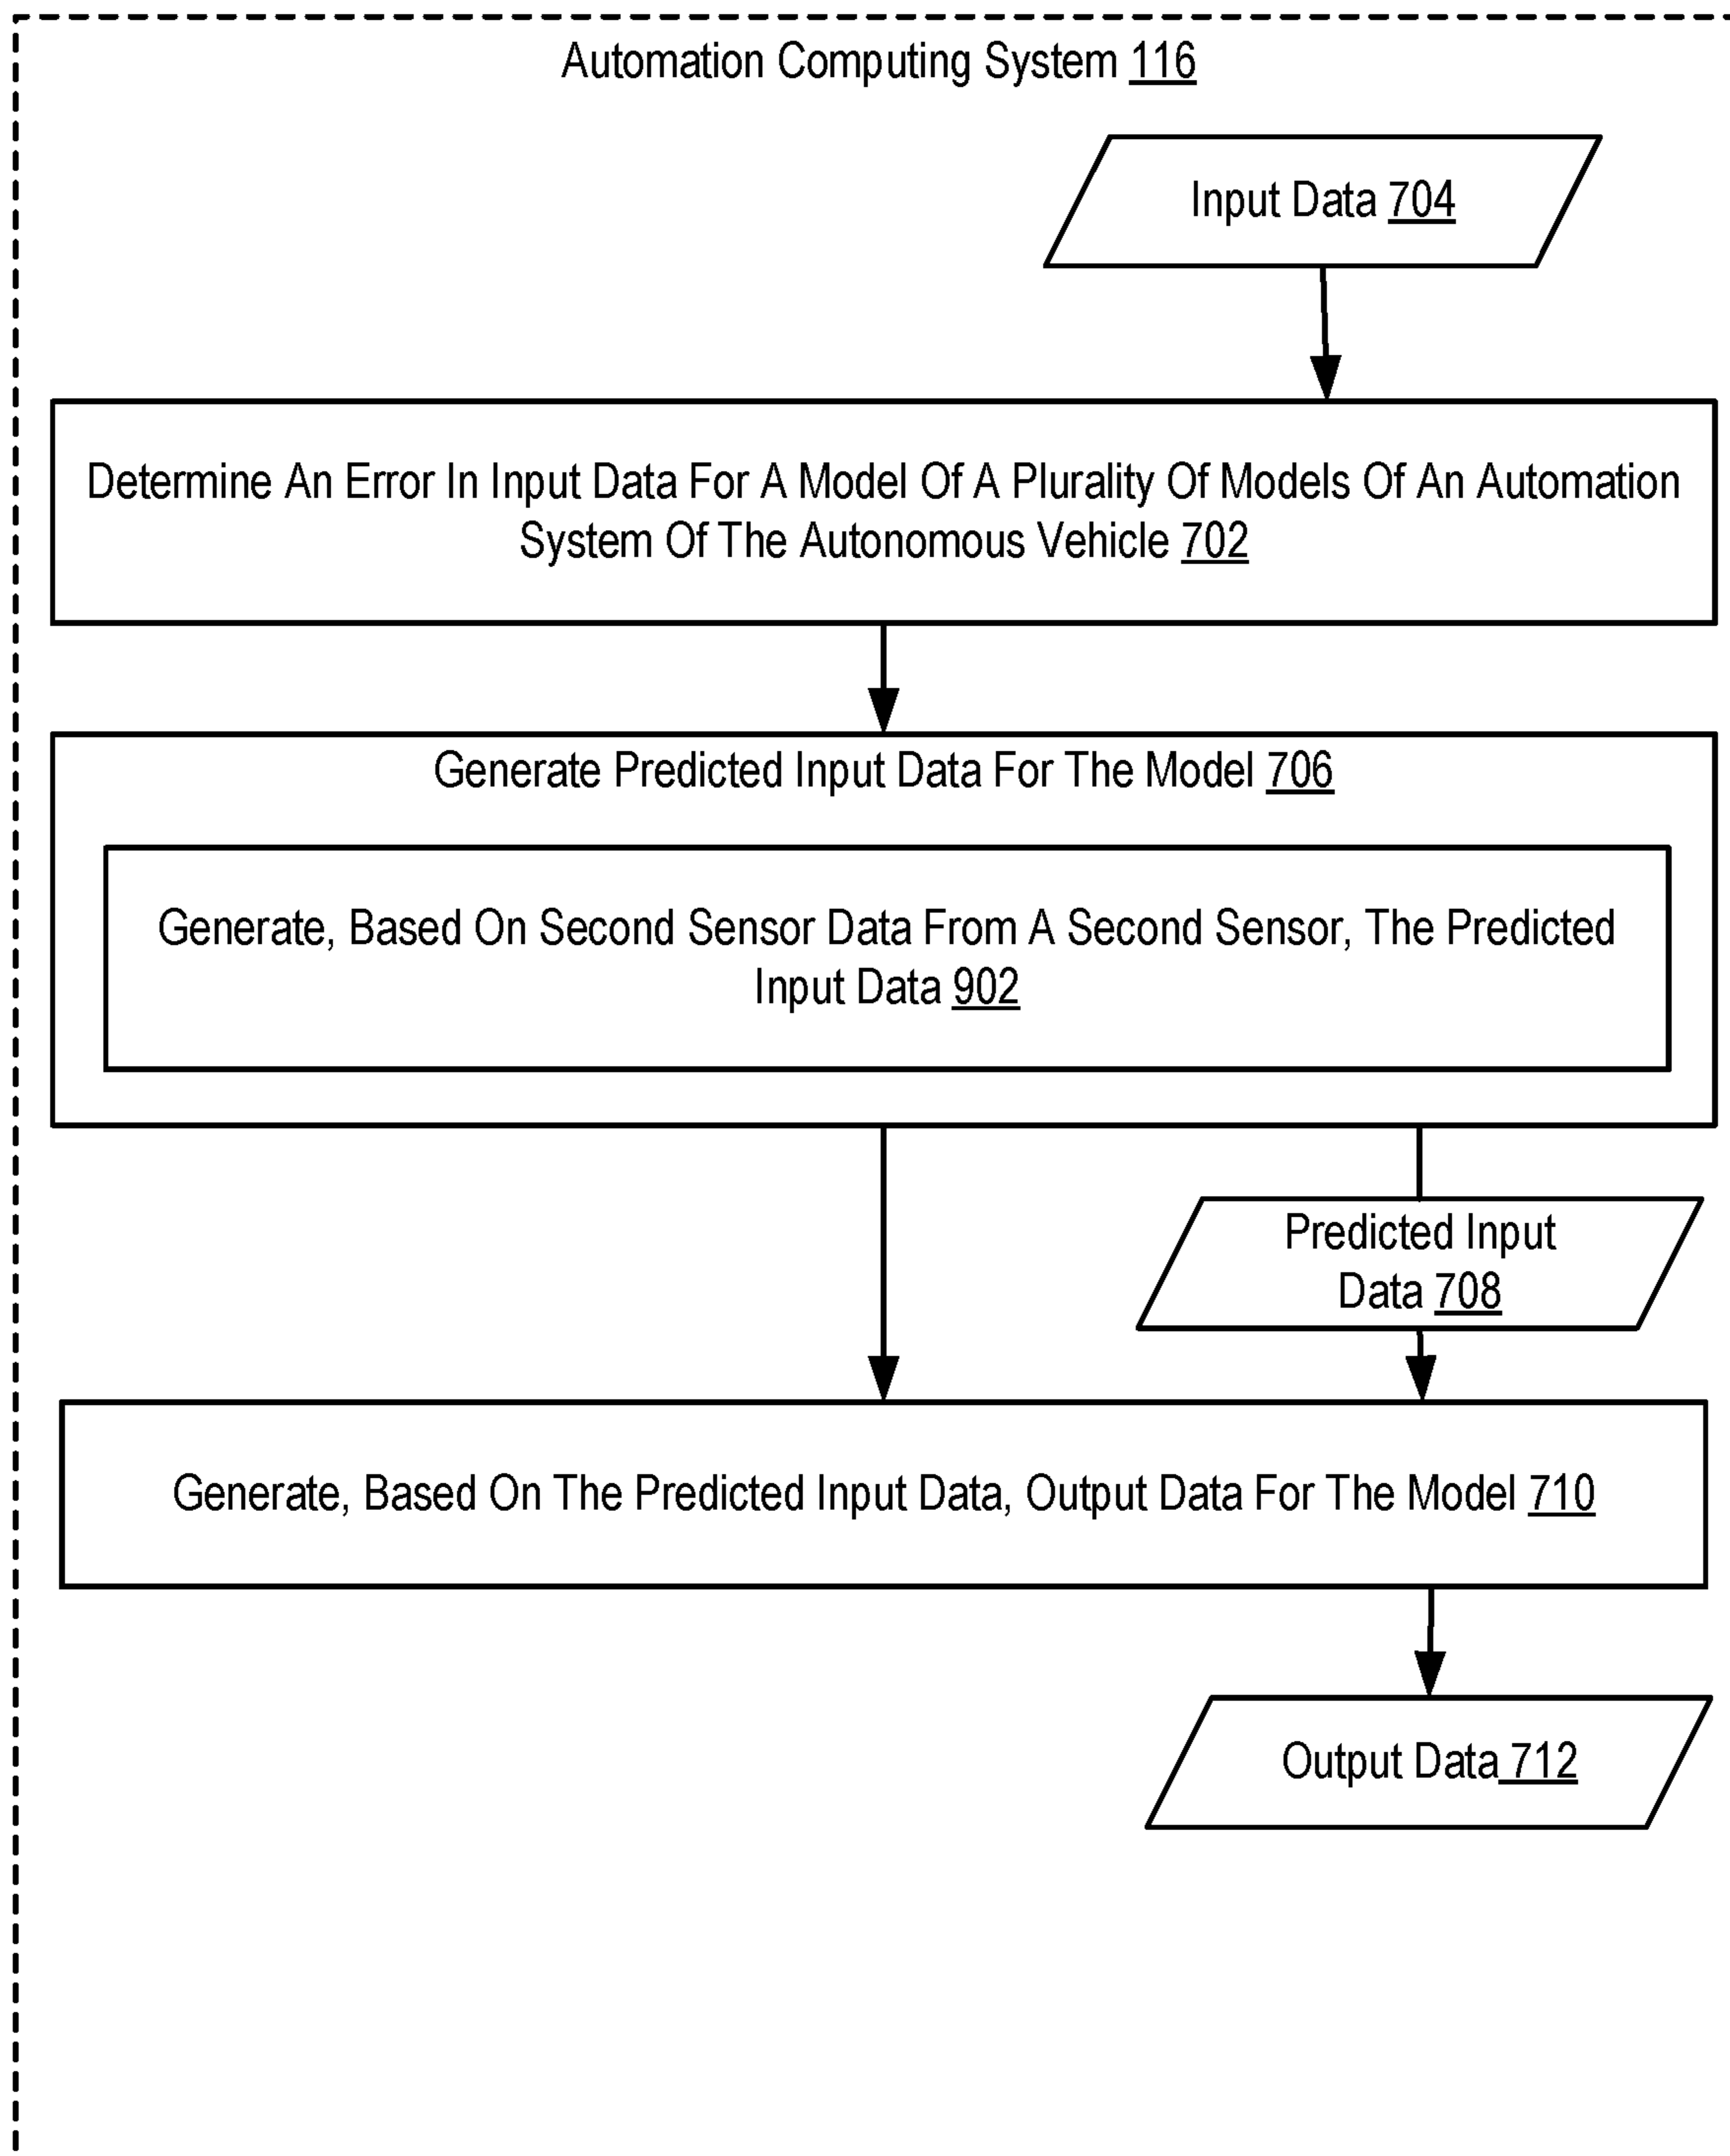 Automation Computing System 116
Input Data 704
Determine An Error In Input Data For A Model Of A Plurality Of Models Of An Automation
System Of The Autonomous Vehicle 702
Generate Predicted Input Data For The Model 706
Generate, Based On Second Sensor Data From A Second Sensor, The Predicted
Input Data 902
Predicted Input
Data 708
Generate, Based On The Predicted Input Data, Output Data For The Model 710
Output Data 712